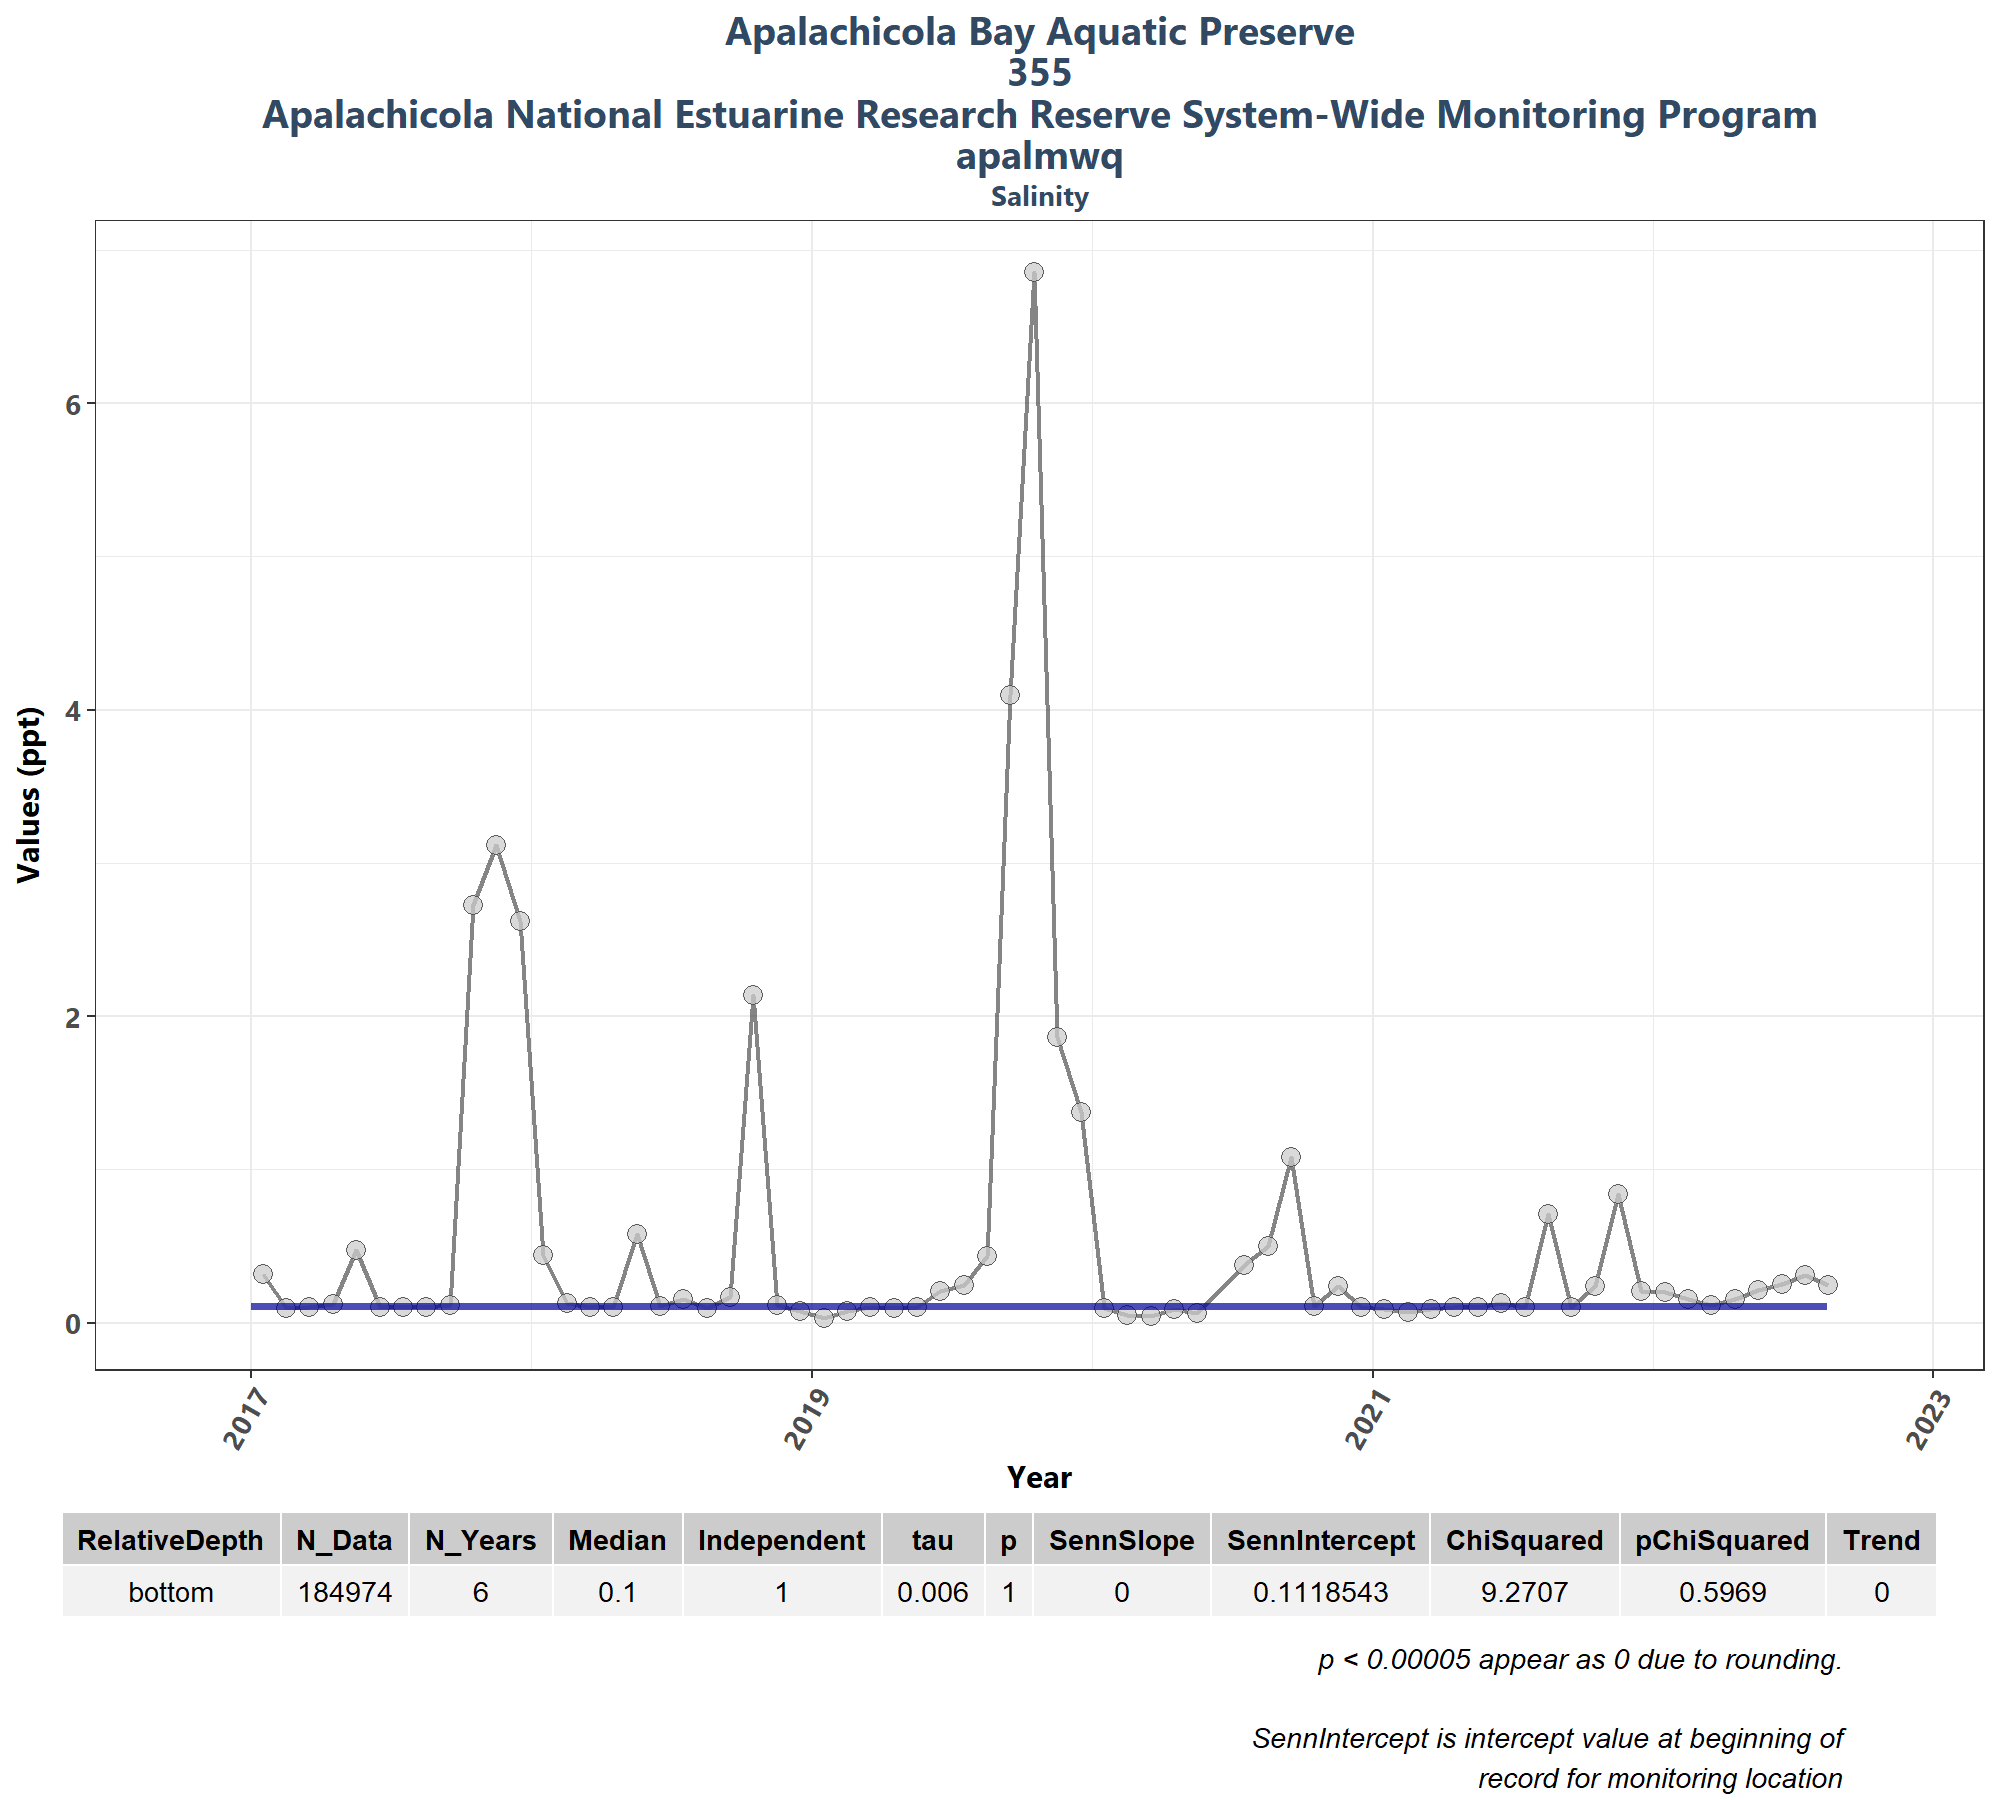 Apalachicola Bay Aquatic Preserve
355
Apalachicola National Estuarine Research Reserve System-Wide Monitoring Program
apalmwq
Salinity
Values (ppt)
6
4
2
0
2017 2019 2021 2023
Year
RelativeDepth N_Data N_Years Median Independent tau p SennSlope SennIntercept ChiSquared pChiSquared Trend
bottom 184974 6 0.1 1 0.006 1 0 0.1118543 9.2707 0.5969 0
p < 0.00005 appear as 0 due to rounding.
SennIntercept is intercept value at beginning of
record for monitoring location